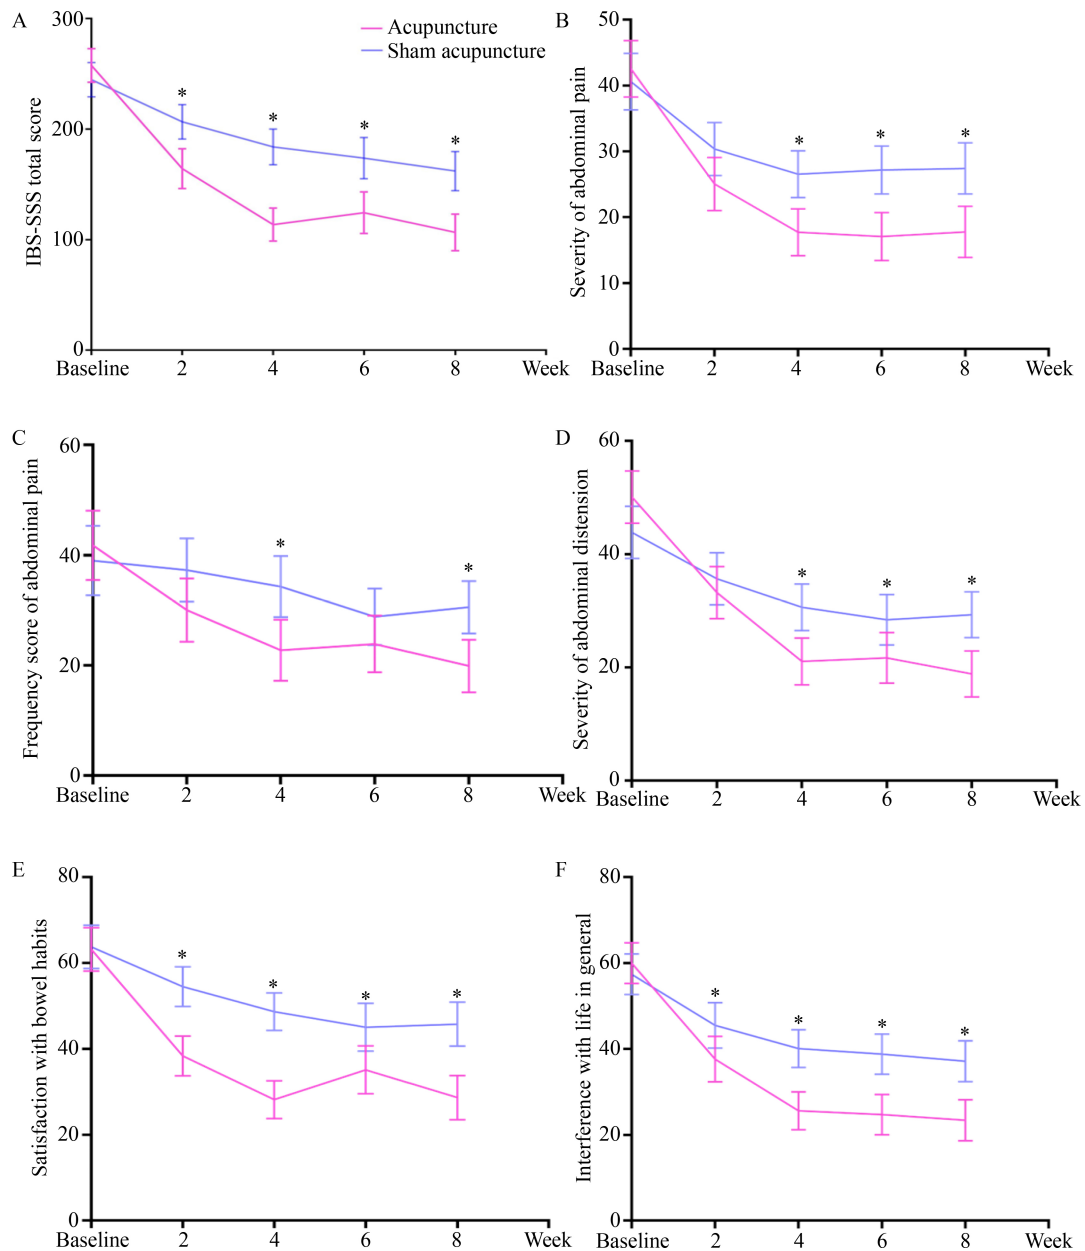 A
IBS-SSS total score
300
200
100
0
Acupuncture
Sham acupuncture
* * * *
Baseline 2 4 6 8 Week
B
Severity of abdominal pain
50
40
30
20
10
0
* * *
Baseline 2 4 6 8 Week
C
Frequency score of abdominal pain
60
40
20
0
* *
Baseline 2 4 6 8 Week
D
Severity of abdominal distension
60
40
20
0
* * *
Baseline 2 4 6 8 Week
E
Satisfaction with bowel habits
80
60
40
20
0
* * * *
Baseline 2 4 6 8 Week
F
Interference with life in general
80
60
40
20
0
* * * *
Baseline 2 4 6 8 Week